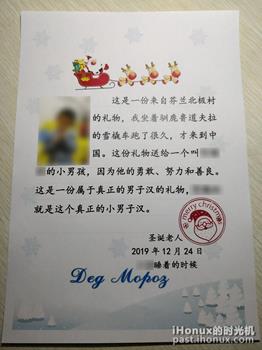 这是一份来自芬兰北极村
的礼物，我坐着驯鹿鲁道夫拉
的雪橇车跑了很久，才来到中
国。这份礼物送给一个叫
的小男孩，因为他的勇敢、努力和善良。
这是一份属于真正的男子汉的礼物，
就是这个真正的小男子汉。
merry christmas
圣诞老人
2019 年 12 月 24 日
睡着的时候
Дед Мороз
iHonux的时光机
past.ihonux.com